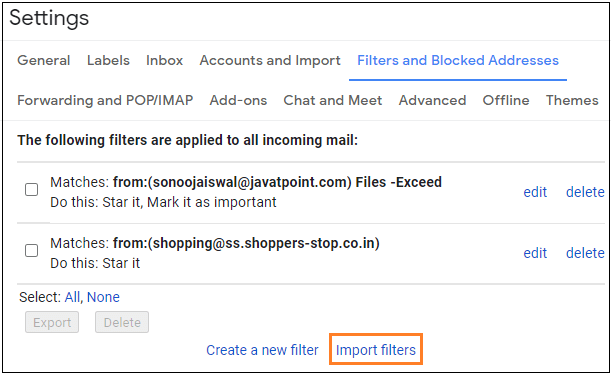 Settings
General Labels Inbox Accounts and Import Filters and Blocked Addresses
Forwarding and POP/IMAP Add-ons Chat and Meet Advanced Offline Themes
The following filters are applied to all incoming mail:
Matches: from:(sonoojaiswal@javatpoint.com) Files -Exceed
Do this: Star it, Mark it as important
edit delete
Matches: from:(shopping@ss.shoppers-stop.co.in)
Do this: Star it
edit delete
Select: All, None
Export Delete
Create a new filter Import filters